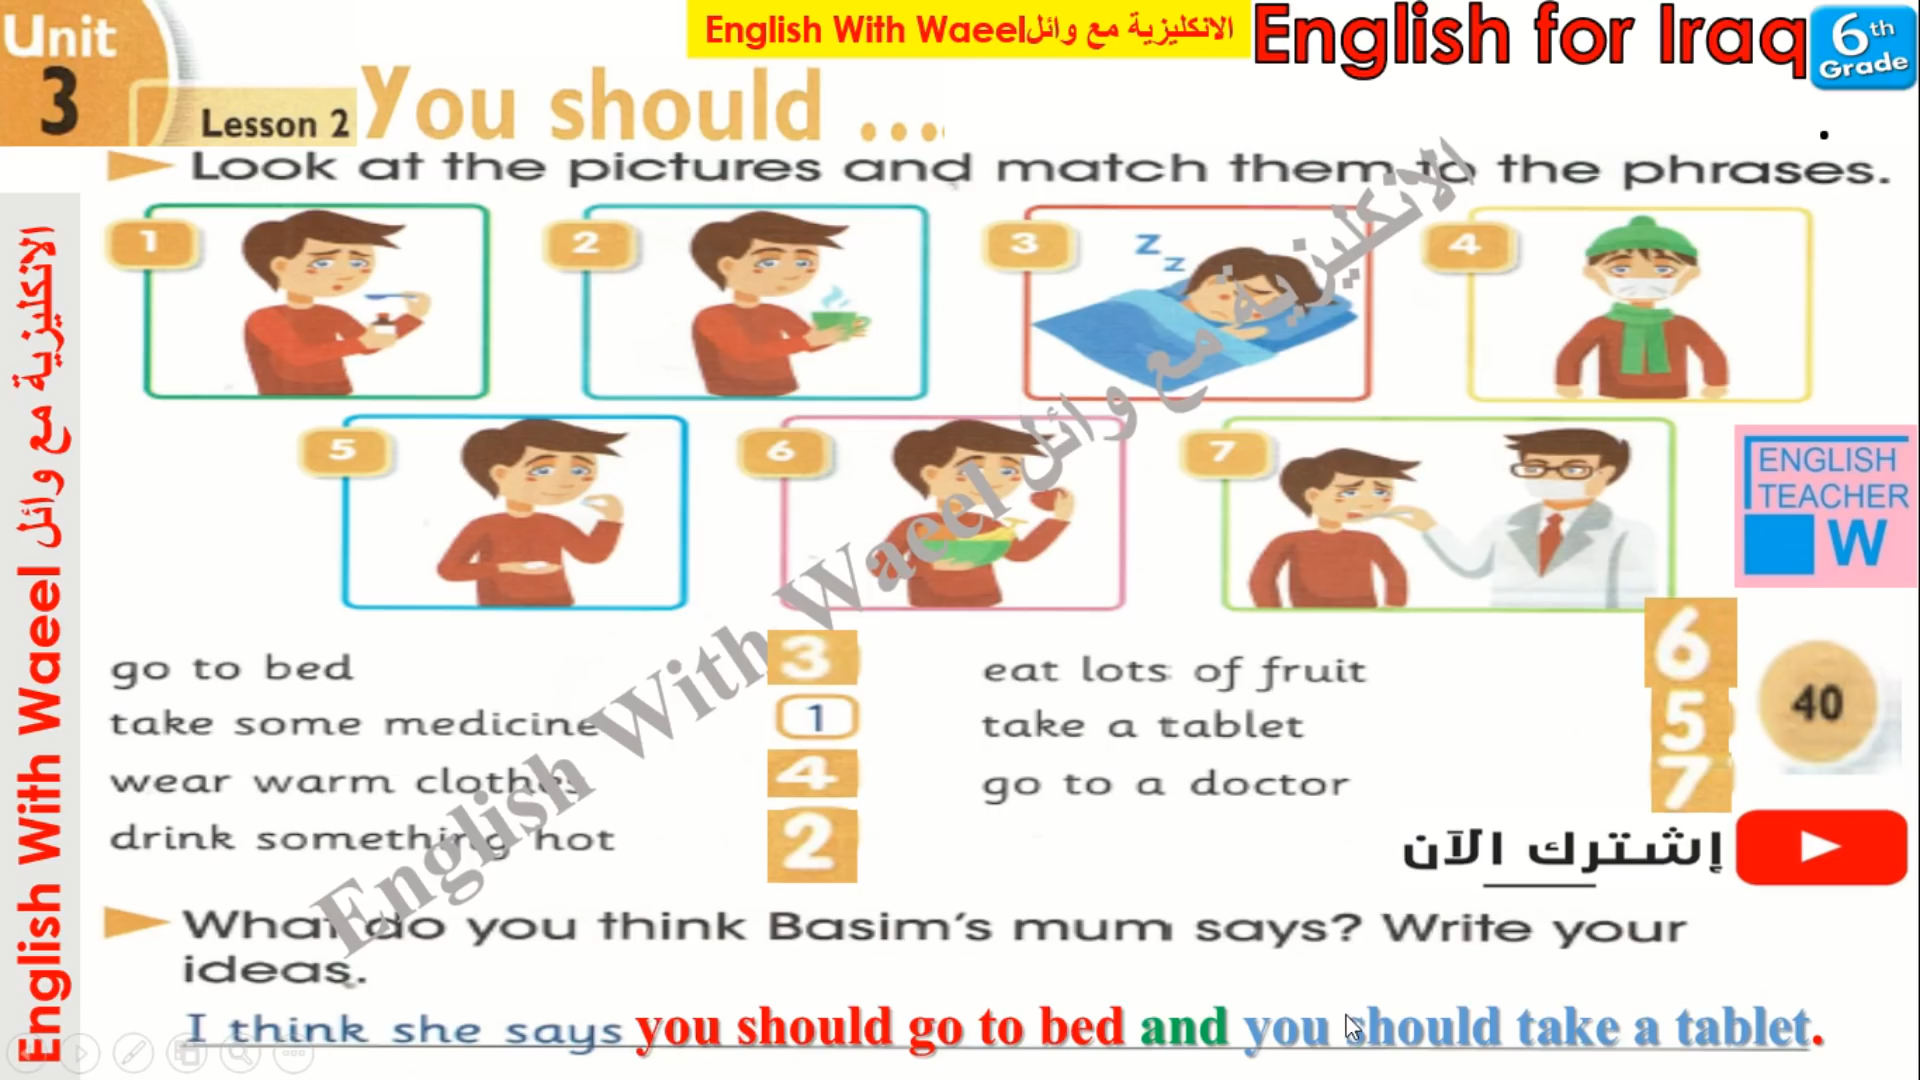 Unit
3
English With Waeelالانكليزية مع وائل
English for Iraq
6th
Grade
Lesson 2
You should ....
Look at the pictures and match them to the phrases.
1
2
3
z
z
4
5
6
7
ENGLISH
TEACHER
W
go to bed 3
take some medicine 1
wear warm clothes 4
drink something hot 2
eat lots of fruit 6
take a tablet 5
go to a doctor 7
40
إشترك الآن
What do you think Basim's mum says? Write your
ideas.
I think she says you should go to bed and you should take a tablet.
English With Waeel الانكليزية مع وائل
English With Waeel الانكليزية مع وائل